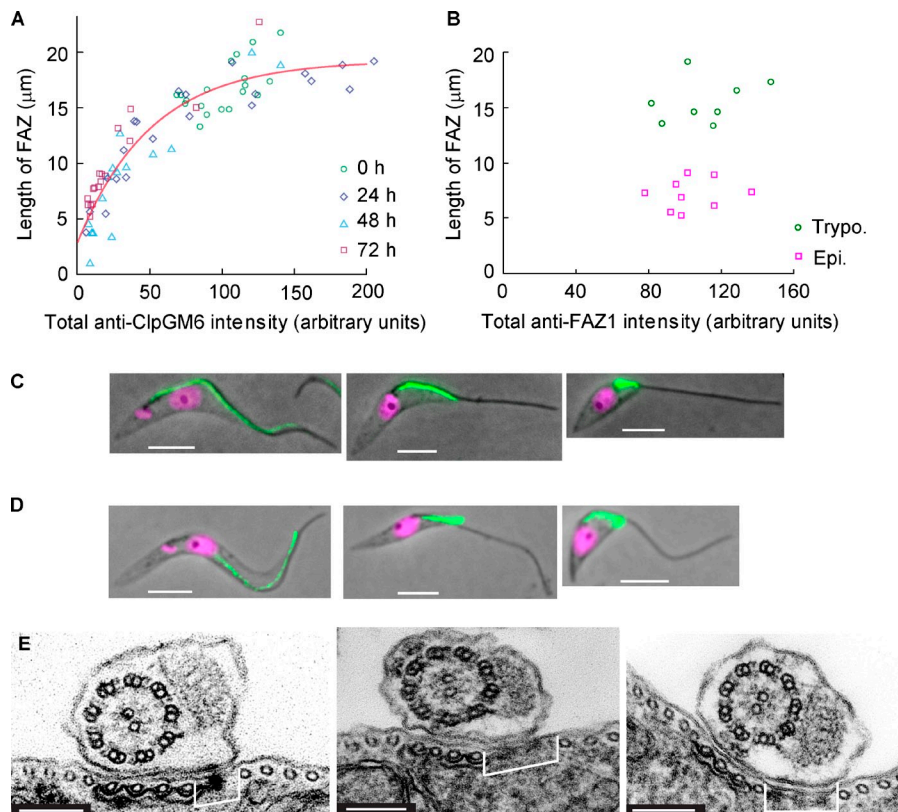 A
Length of FAZ (μm)
20
15
10
5
0
0 50 100 150 200
Total anti-ClpGM6 intensity (arbitrary units)
0 h
24 h
48 h
72 h
B
Length of FAZ (μm)
20
15
10
5
0
0 40 80 120 160
Total anti-FAZ1 intensity (arbitrary units)
Trypo.
Epi.
C
D
E